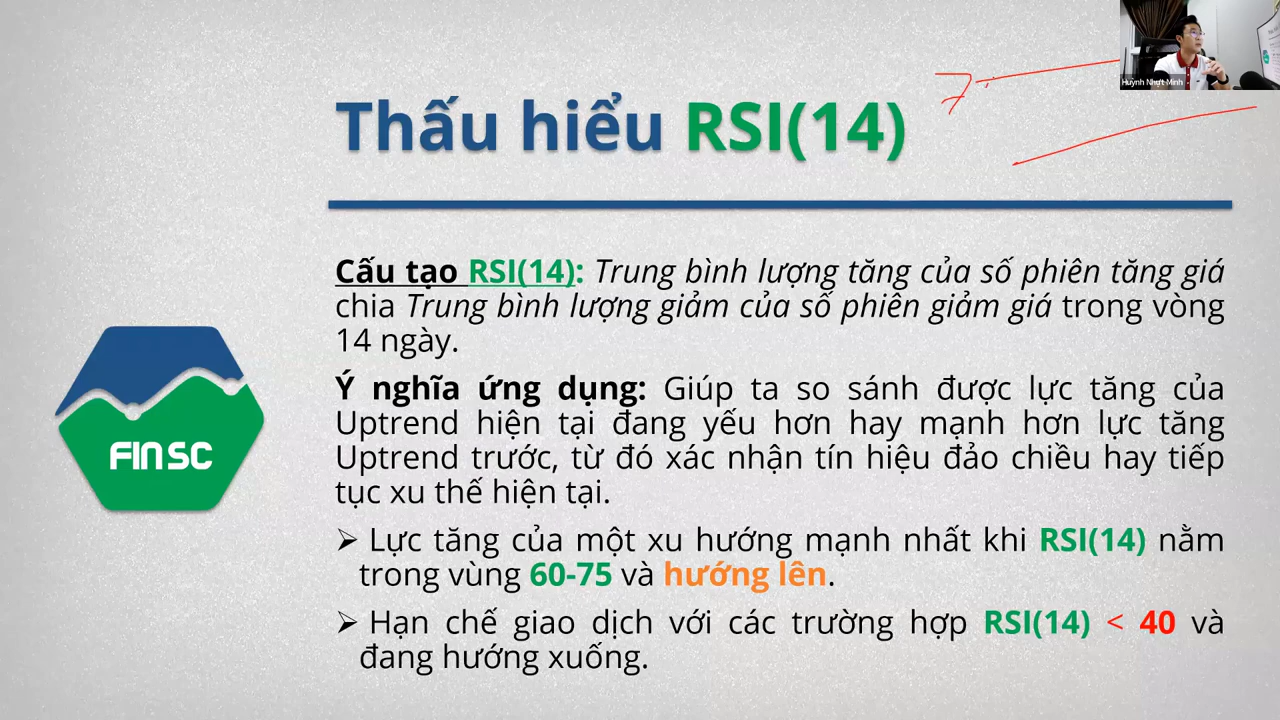 Huỳnh Nhựt Minh
Thấu hiểu RSI(14)
7
Cấu tạo RSI(14): Trung bình lượng tăng của số phiên tăng giá
chia Trung bình lượng giảm của số phiên giảm giá trong vòng
14 ngày.
Ý nghĩa ứng dụng: Giúp ta so sánh được lực tăng của
Uptrend hiện tại đang yếu hơn hay mạnh hơn lực tăng
Uptrend trước, từ đó xác nhận tín hiệu đảo chiều hay tiếp
tục xu thế hiện tại.
FINSC
➢ Lực tăng của một xu hướng mạnh nhất khi RSI(14) nằm
trong vùng 60-75 và hướng lên.
➢ Hạn chế giao dịch với các trường hợp RSI(14) < 40 và
đang hướng xuống.